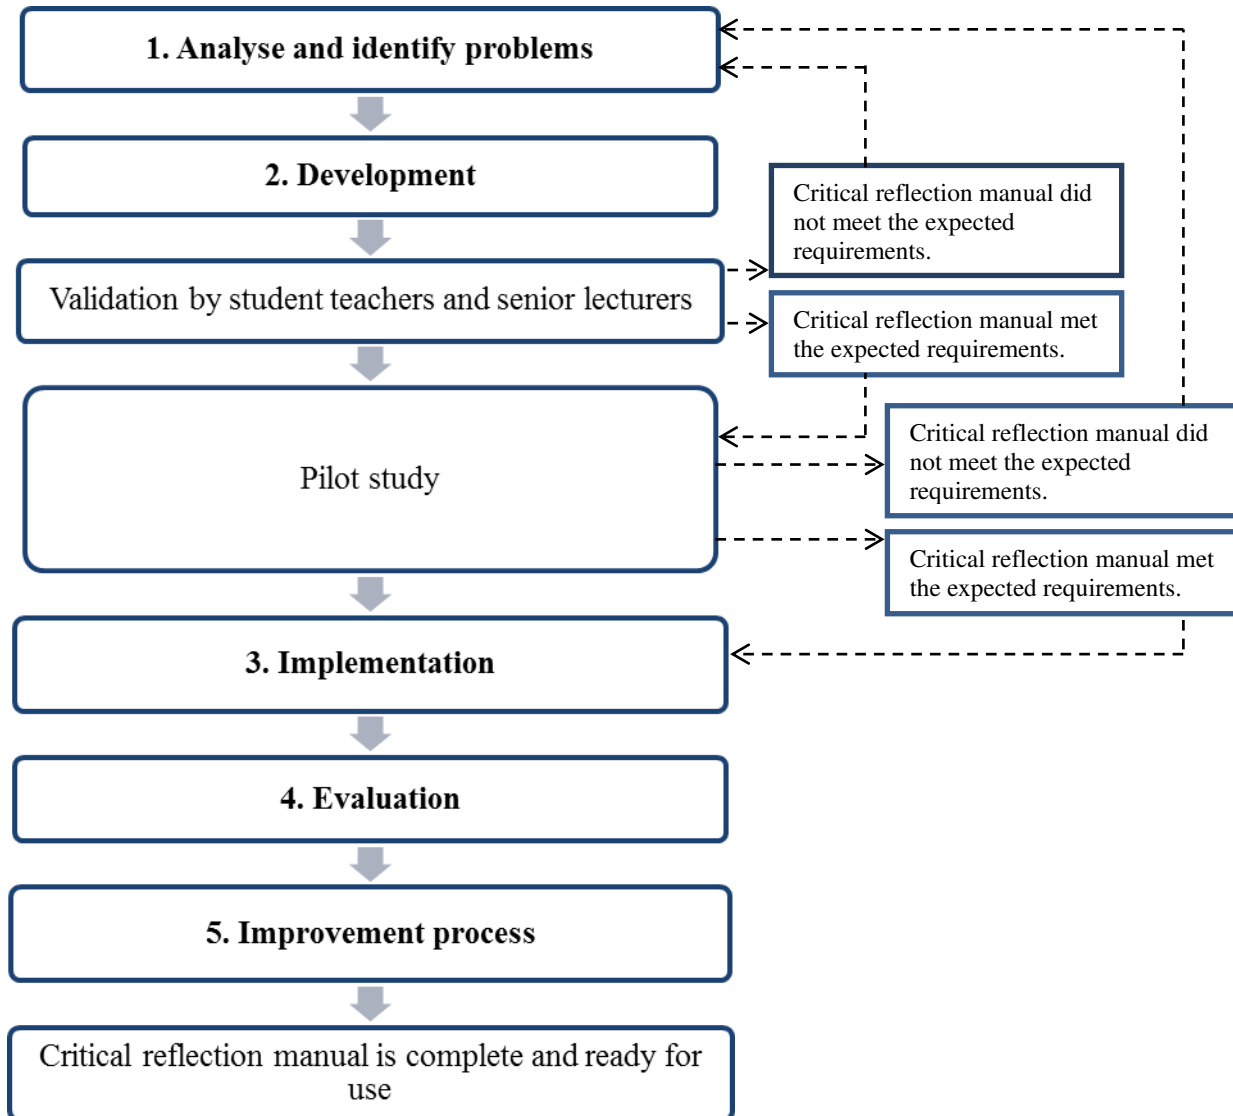 1. Analyse and identify problems
2. Development
Critical reflection manual did
not meet the expected
requirements.
Validation by student teachers and senior lecturers
Critical reflection manual met
the expected requirements.
Pilot study
Critical reflection manual did
not meet the expected
requirements.
Critical reflection manual met
the expected requirements.
3. Implementation
4. Evaluation
5. Improvement process
Critical reflection manual is complete and ready for
use